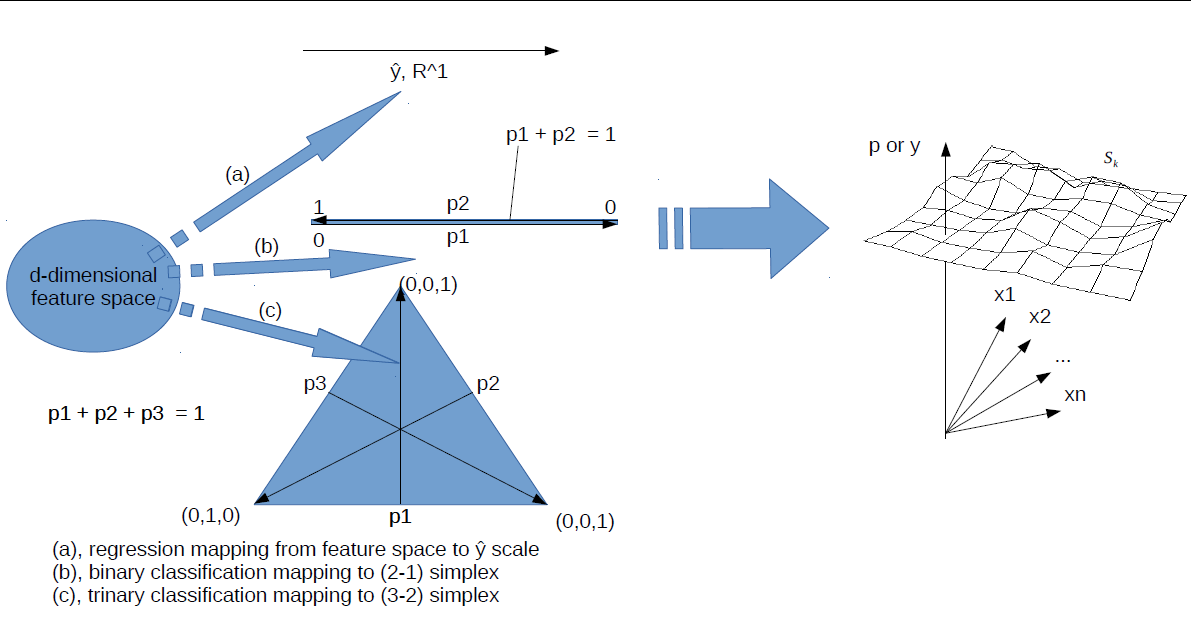 ŷ, R^1
p1 + p2 = 1
(a)
1
p2
0
0
p1
(b)
d-dimensional
feature space
(0,0,1)
(c)
p3
p2
p1 + p2 + p3 = 1
(0,1,0)
p1
(0,0,1)
(a), regression mapping from feature space to ŷ scale
(b), binary classification mapping to (2-1) simplex
(c), trinary classification mapping to (3-2) simplex
p or y
Sk
x1
x2
...
xn